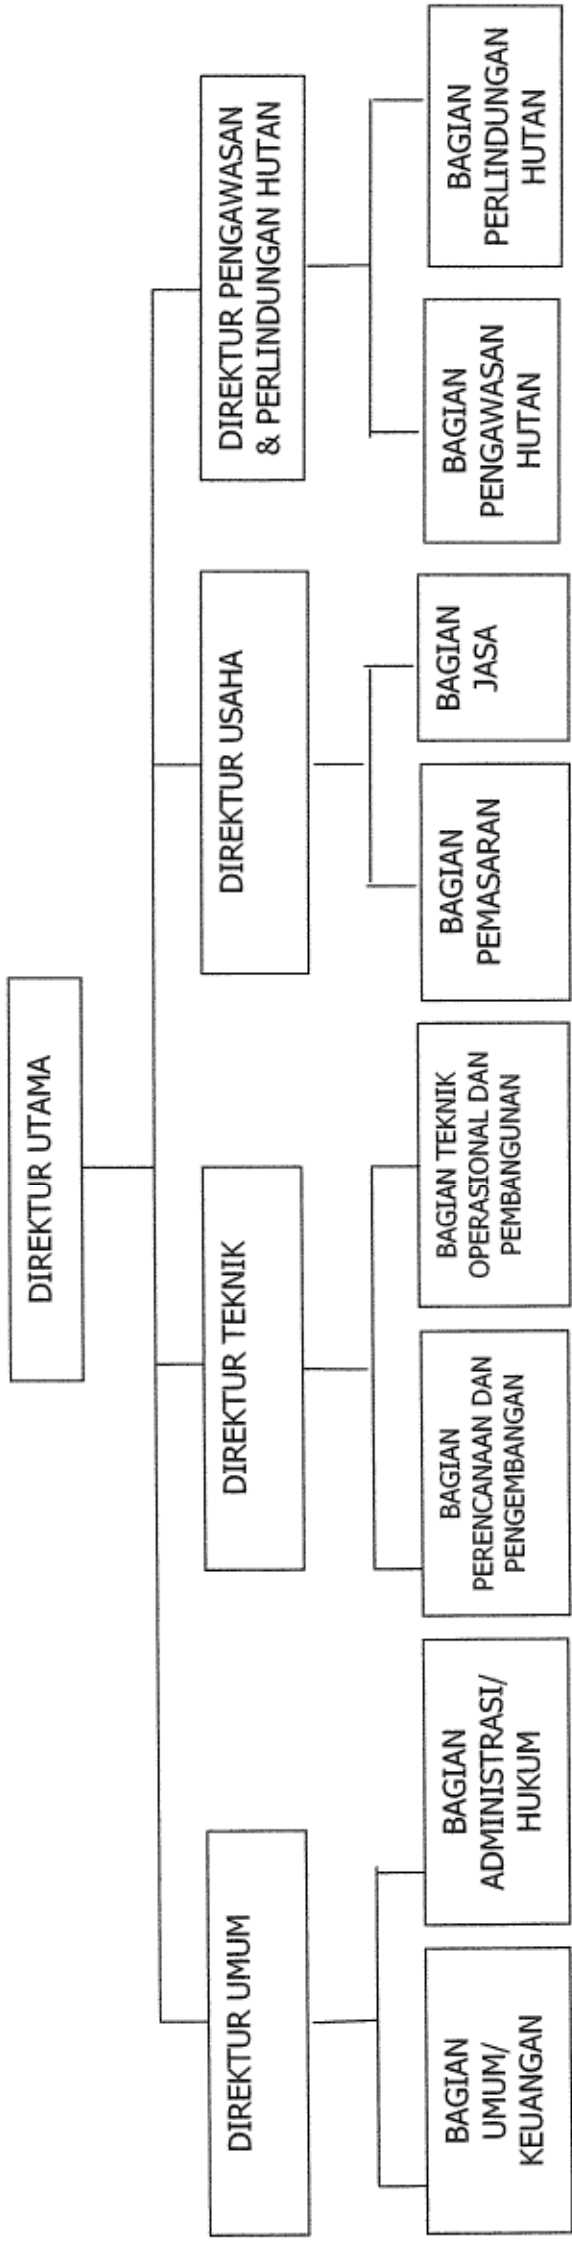 DIREKTUR UTAMA
DIREKTUR UMUM
DIREKTUR TEKNIK
DIREKTUR USAHA
DIREKTUR PENGAWASAN
& PERLINDUNGAN HUTAN
BAGIAN
UMUM/
KEUANGAN
BAGIAN
ADMINISTRASI/
HUKUM
BAGIAN
PERENCANAAN DAN
PENGEMBANGAN
BAGIAN TEKNIK
OPERASIONAL DAN
PEMBANGUNAN
BAGIAN
PEMASARAN
BAGIAN
JASA
BAGIAN
PENGAWASAN
HUTAN
BAGIAN
PERLINDUNGAN
HUTAN